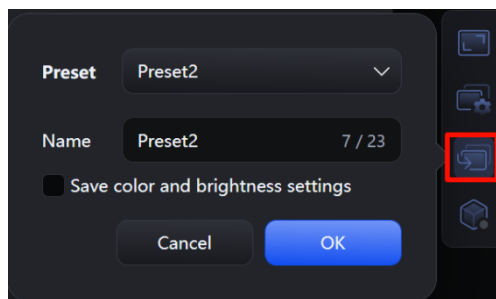 Preset Preset2
Name Preset2 7 / 23
Save color and brightness settings
Cancel OK